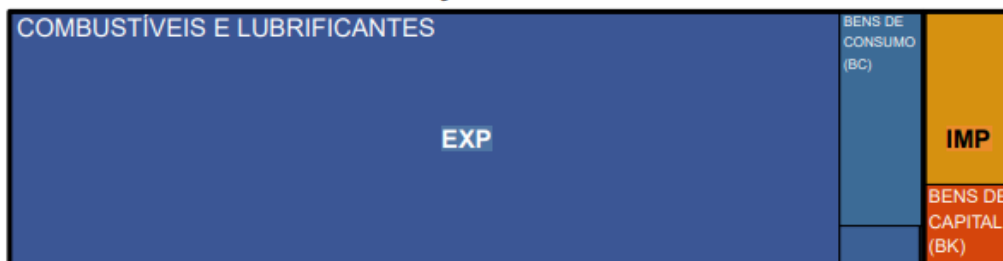 COMBUSTÍVEIS E LUBRIFICANTES
EXP
BENS DE
CONSUMO
(BC)
IMP
BENS DE
CAPITAL
(BK)